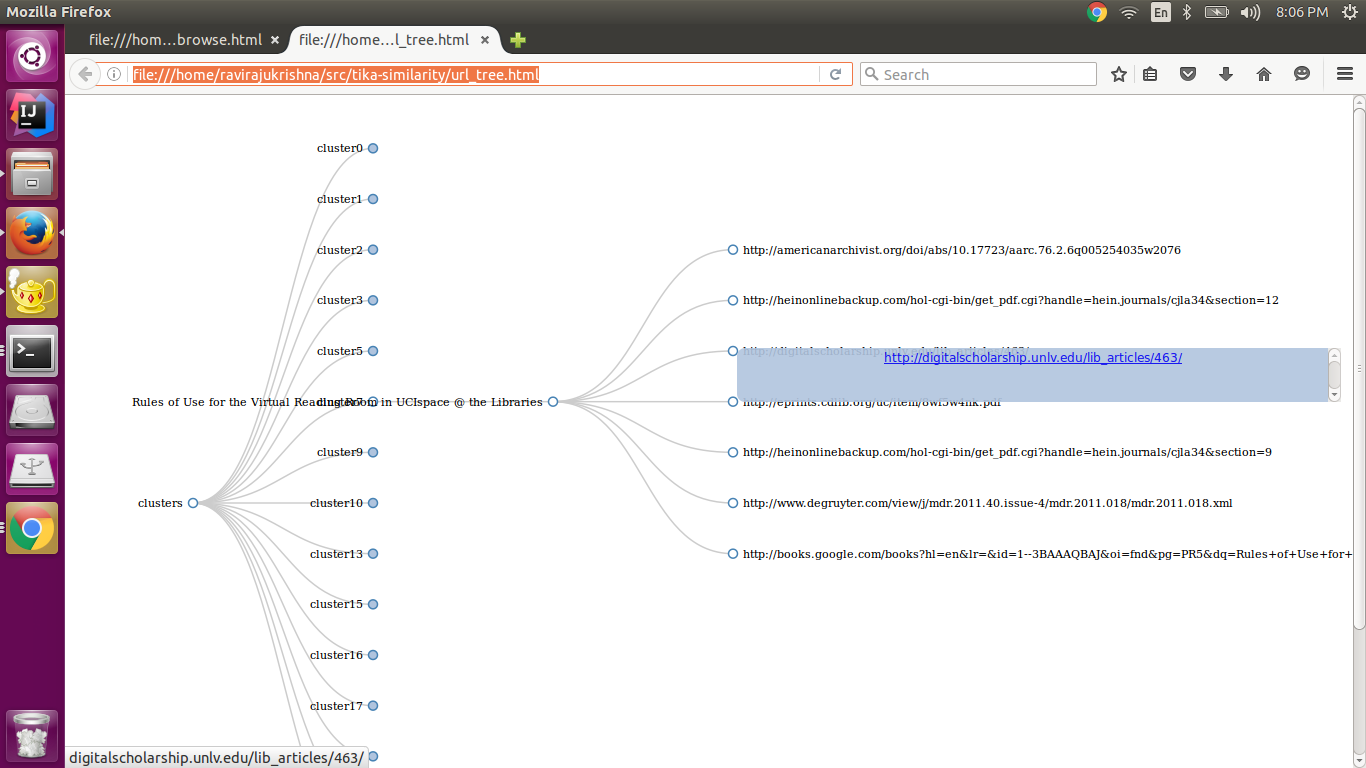 Mozilla Firefox
En
8:06 PM
file:///hom…browse.html
file:///home…l_tree.html
file:///home/ravirajukrishna/src/tika-similarity/url_tree.html
Search
IJ
cluster0
cluster1
cluster2
http://americanarchivist.org/doi/abs/10.17723/aarc.76.2.6q005254035w2076
cluster3
http://heinonlinebackup.com/hol-cgi-bin/get_pdf.cgi?handle=hein.journals/cjla34&section=12
cluster5
http://digitalscholarship.unlv.edu/lib_articles/463/
http://digitalscholarship.unlv.edu/lib_articles/463/
Rules of Use for the Virtual Reading Room in UCIspace @ the Libraries
cluster7
cluster9
http://heinonlinebackup.com/hol-cgi-bin/get_pdf.cgi?handle=hein.journals/cjla34&section=9
clusters
cluster10
http://www.degruyter.com/view/j/mdr.2011.40.issue-4/mdr.2011.018/mdr.2011.018.xml
cluster13
http://books.google.com/books?hl=en&lr=&id=1--3BAAAQBAJ&oi=fnd&pg=PR5&dq=Rules+of+Use+for+
cluster15
cluster16
cluster17
digitalscholarship.unlv.edu/lib_articles/463/